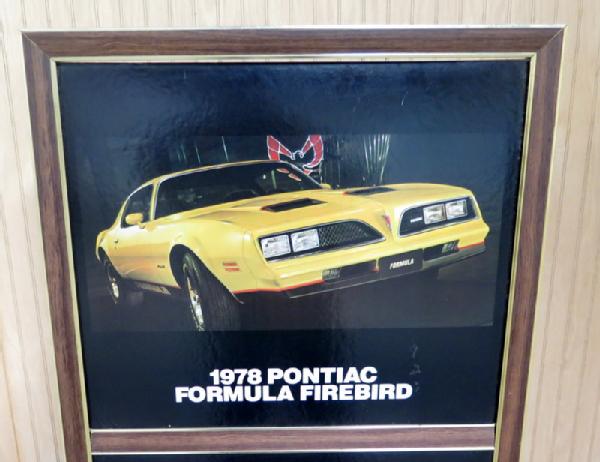 FORMULA
1978 PONTIAC
FORMULA FIREBIRD